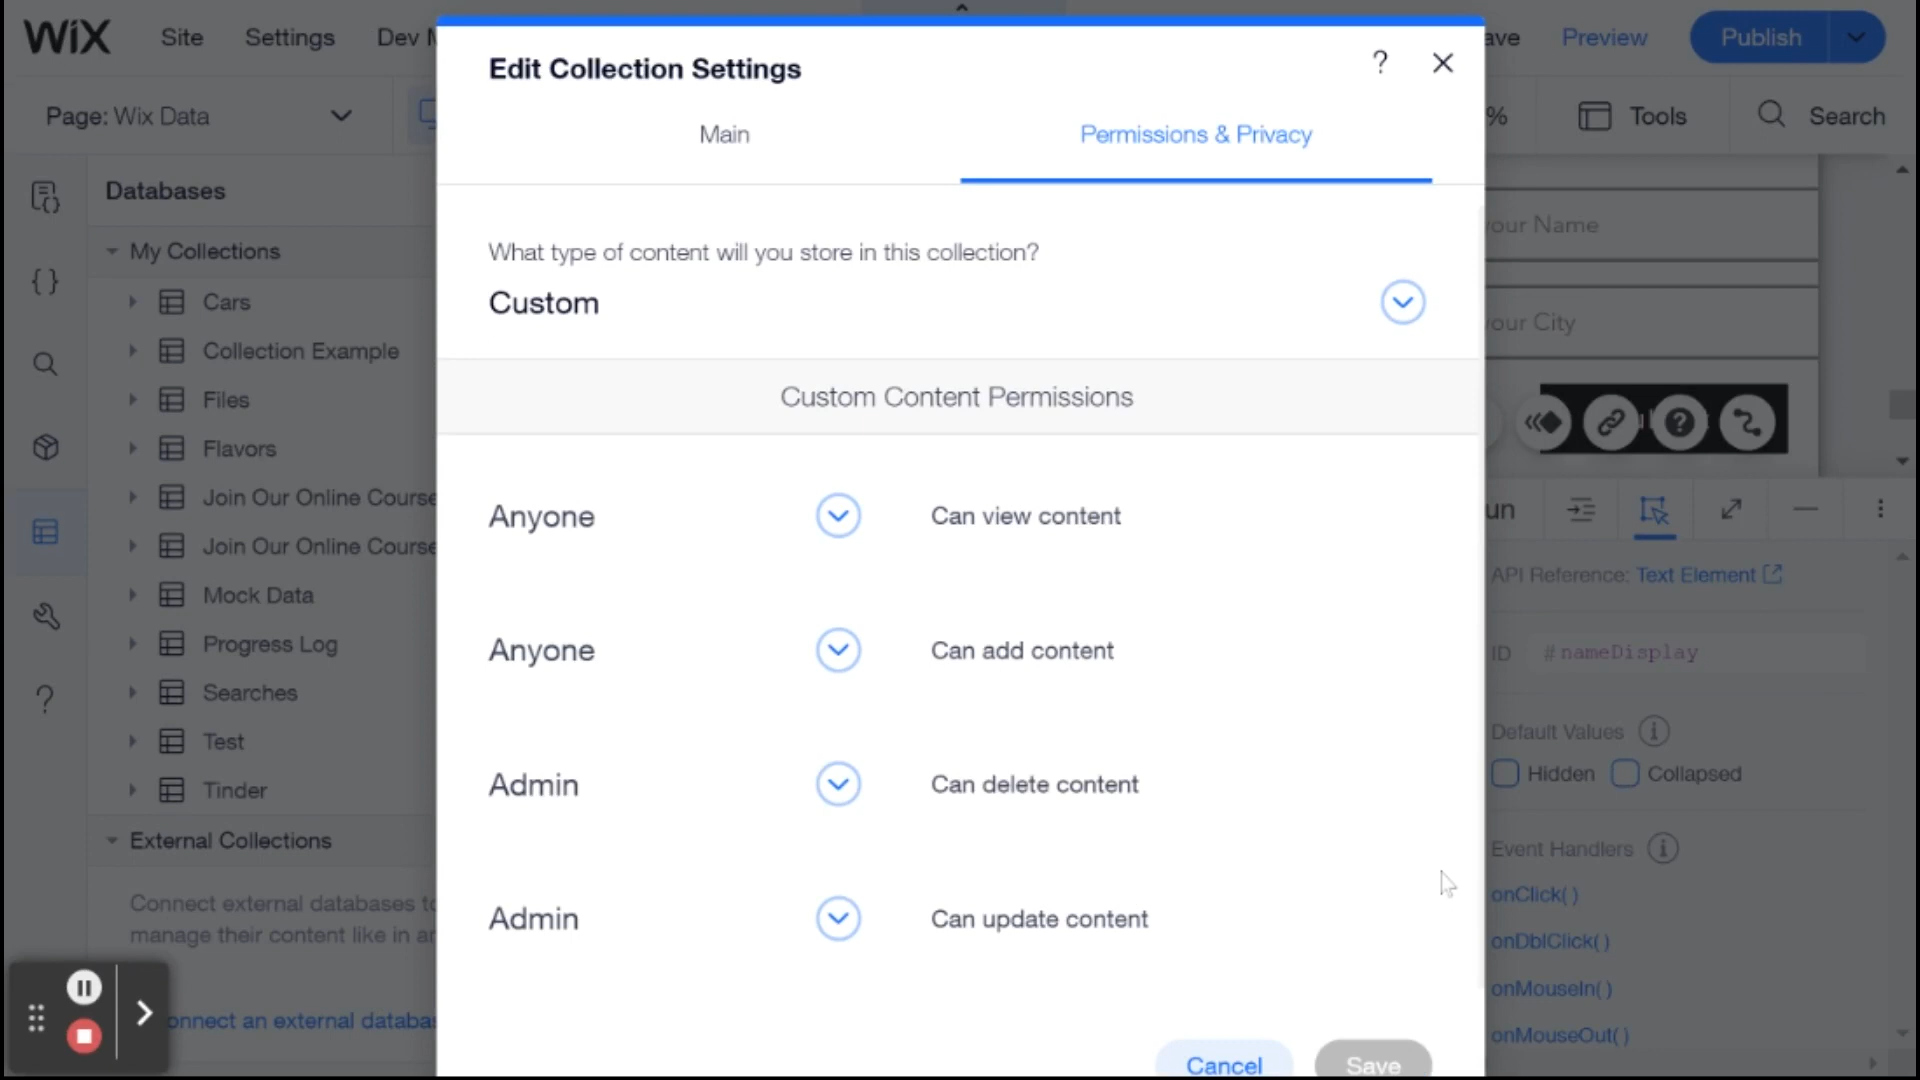 WiX
Site
Settings
Dev
Edit Collection Settings
?
ave
Preview
Publish
Page: Wix Data
Main
Permissions & Privacy
%
Tools
Search
Databases
My Collections
Cars
Collection Example
Files
Flavors
Join Our Online Course
Join Our Online Course
Mock Data
Progress Log
Searches
Test
Tinder
External Collections
Connect external databases to
manage their content like in an
onnect an external databas
What type of content will you store in this collection?
Custom
Custom Content Permissions
Anyone
Can view content
Anyone
Can add content
Admin
Can delete content
Admin
Can update content
Cancel
Save
your Name
your City
un
API Reference: Text Element
ID
#nameDisplay
Default Values
Hidden
Collapsed
Event Handlers
onClick()
onDblClick()
onMouseIn()
onMouseOut()